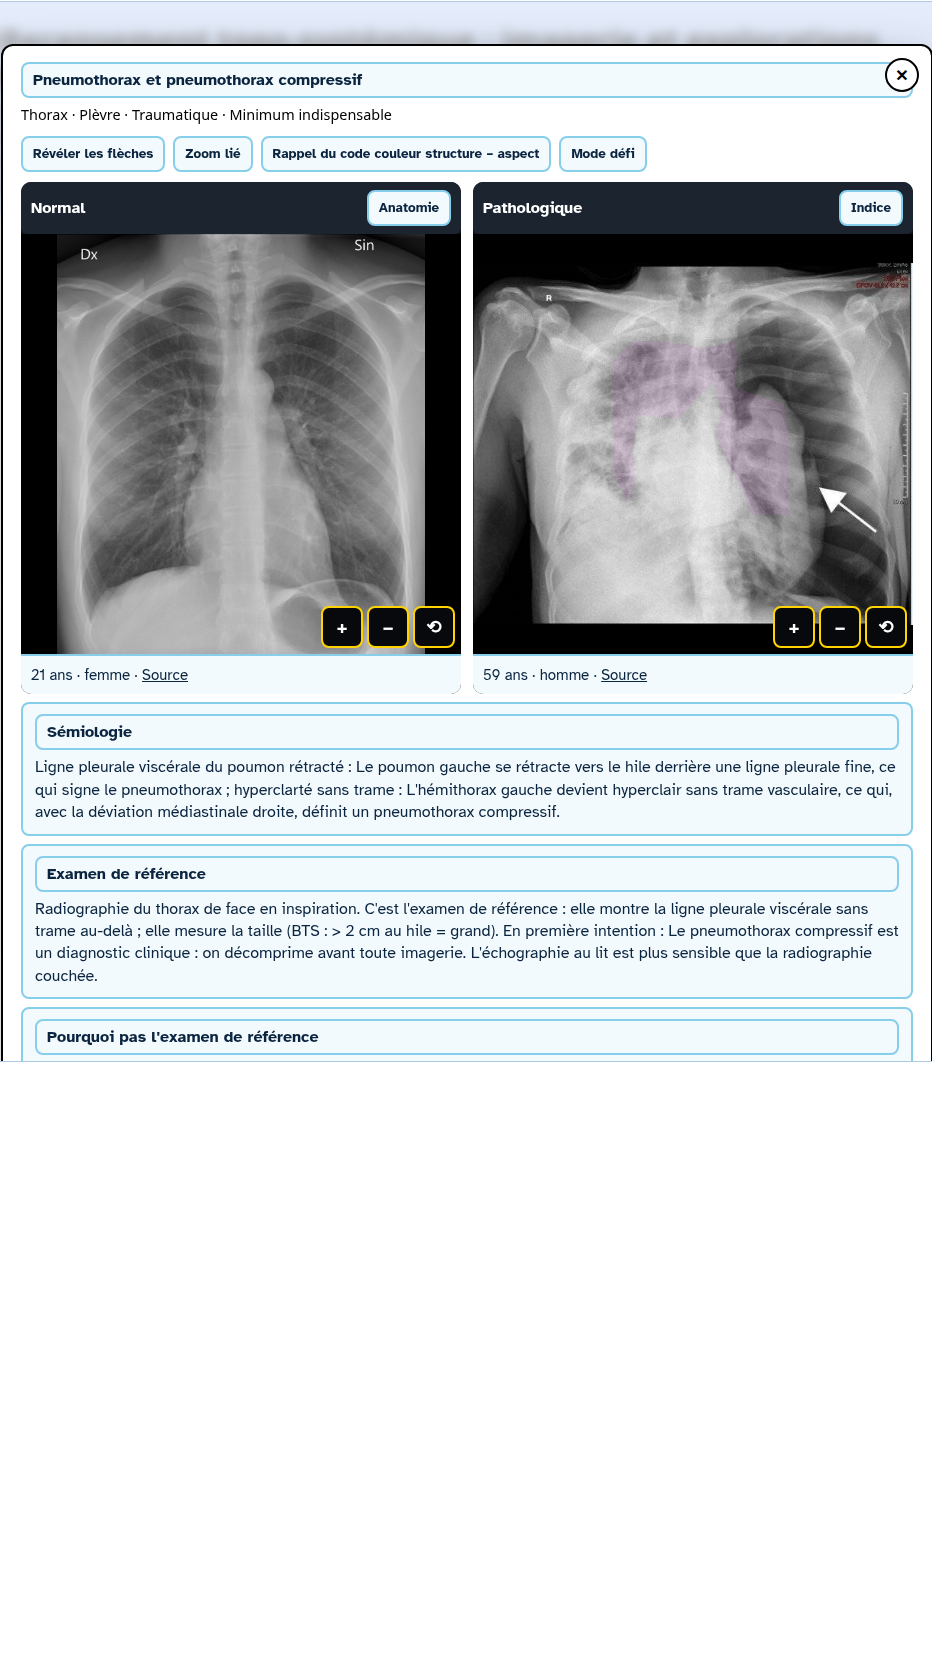 Pneumothorax et pneumothorax compressif
×
Thorax · Plèvre · Traumatique · Minimum indispensable
Révéler les flèches
Zoom lié
Rappel du code couleur structure – aspect
Mode défi
Normal
Anatomie
Dx
Sin
+
–
⟲
21 ans · femme · Source
Pathologique
Indice
R
+
–
⟲
59 ans · homme · Source
Sémiologie
Ligne pleurale viscérale du poumon rétracté : Le poumon gauche se rétracte vers le hile derrière une ligne pleurale fine, ce
qui signe le pneumothorax ; hyperclarté sans trame : L'hémithorax gauche devient hyperclair sans trame vasculaire, ce qui,
avec la déviation médiastinale droite, définit un pneumothorax compressif.
Examen de référence
Radiographie du thorax de face en inspiration. C'est l'examen de référence : elle montre la ligne pleurale viscérale sans
trame au-delà ; elle mesure la taille (BTS : > 2 cm au hile = grand). En première intention : Le pneumothorax compressif est
un diagnostic clinique : on décomprime avant toute imagerie. L'échographie au lit est plus sensible que la radiographie
couchée.
Pourquoi pas l'examen de référence